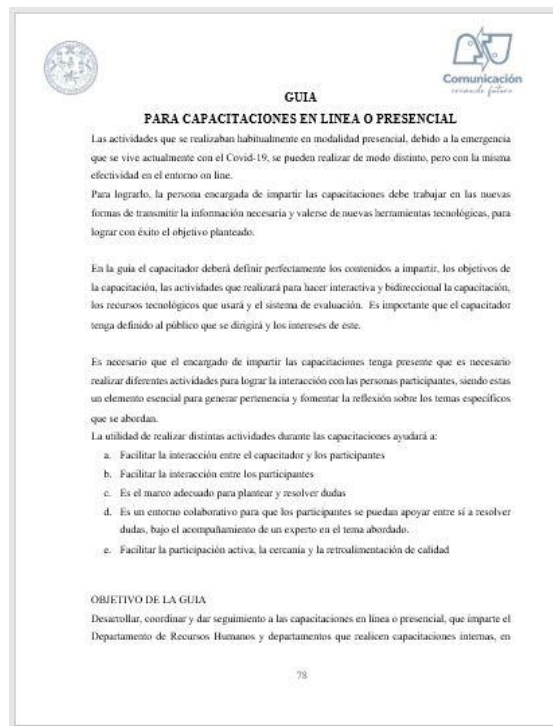 Comunicación
creando futuro
GUIA
PARA CAPACITACIONES EN LINEA O PRESENCIAL
Las actividades que se realizaban habitualmente en modalidad presencial, debido a la emergencia
que se vive actualmente con el Covid-19, se pueden realizar de modo distinto, pero con la misma
efectividad en el entorno on line.
Para lograrlo, la persona encargada de impartir las capacitaciones debe trabajar en las nuevas
formas de transmitir la información necesaria y valerse de nuevas herramientas tecnológicas, para
lograr con éxito el objetivo planteado.
En la guía el capacitador deberá definir perfectamente los contenidos a impartir, los objetivos de
la capacitación, las actividades que realizará para hacer interactiva y bidireccional la capacitación,
los recursos tecnológicos que usará y el sistema de evaluación. Es importante que el capacitador
tenga definido al público que se dirigirá y los intereses de este.
Es necesario que el encargado de impartir las capacitaciones tenga presente que es necesario
realizar diferentes actividades para lograr la interacción con las personas participantes, siendo estas
un elemento esencial para generar pertenencia y fomentar la reflexión sobre los temas específicos
que se abordan.
La utilidad de realizar distintas actividades durante las capacitaciones ayudará a:
a. Facilitar la interacción entre el capacitador y los participantes
b. Facilitar la interacción entre los participantes
c. Es el marco adecuado para plantear y resolver dudas
d. Es un entorno colaborativo para que los participantes se puedan apoyar entre sí a resolver
dudas, bajo el acompañamiento de un experto en el tema abordado.
e. Facilitar la participación activa, la cercanía y la retroalimentación de calidad
OBJETIVO DE LA GUIA
Desarrollar, coordinar y dar seguimiento a las capacitaciones en línea o presencial, que imparte el
Departamento de Recursos Humanos y departamentos que realicen capacitaciones internas, en
78